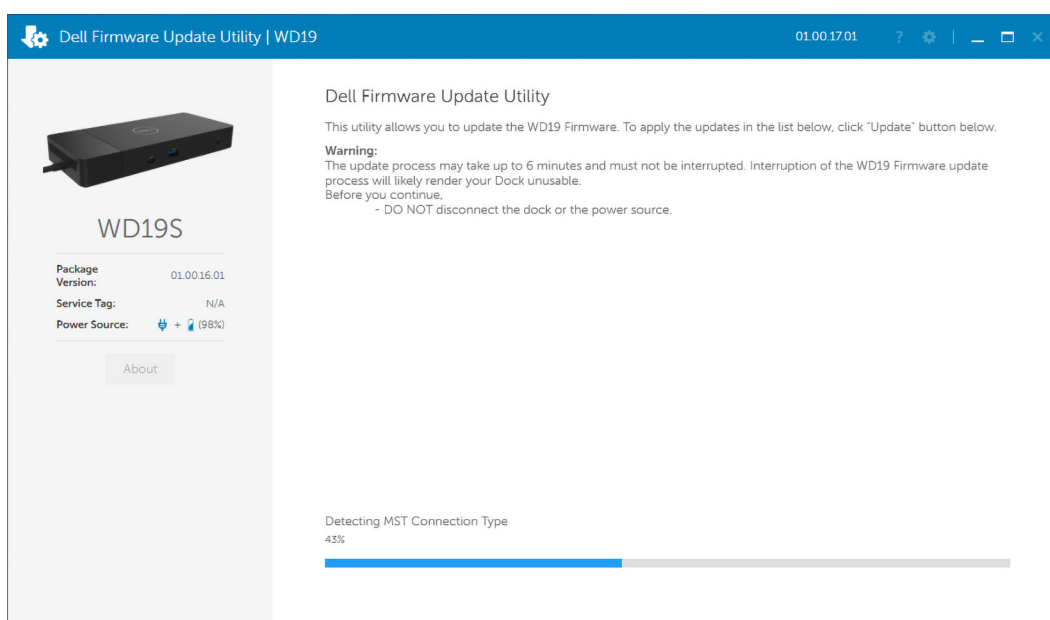 Dell Firmware Update Utility | WD19
01.00.17.01
?
Dell Firmware Update Utility
This utility allows you to update the WD19 Firmware. To apply the updates in the list below, click "Update" button below.
Warning:
The update process may take up to 6 minutes and must not be interrupted. Interruption of the WD19 Firmware update
process will likely render your Dock unusable.
Before you continue,
- DO NOT disconnect the dock or the power source.
WD19S
Package
Version:
01.00.16.01
Service Tag: N/A
Power Source: + (98%)
About
Detecting MST Connection Type
43%